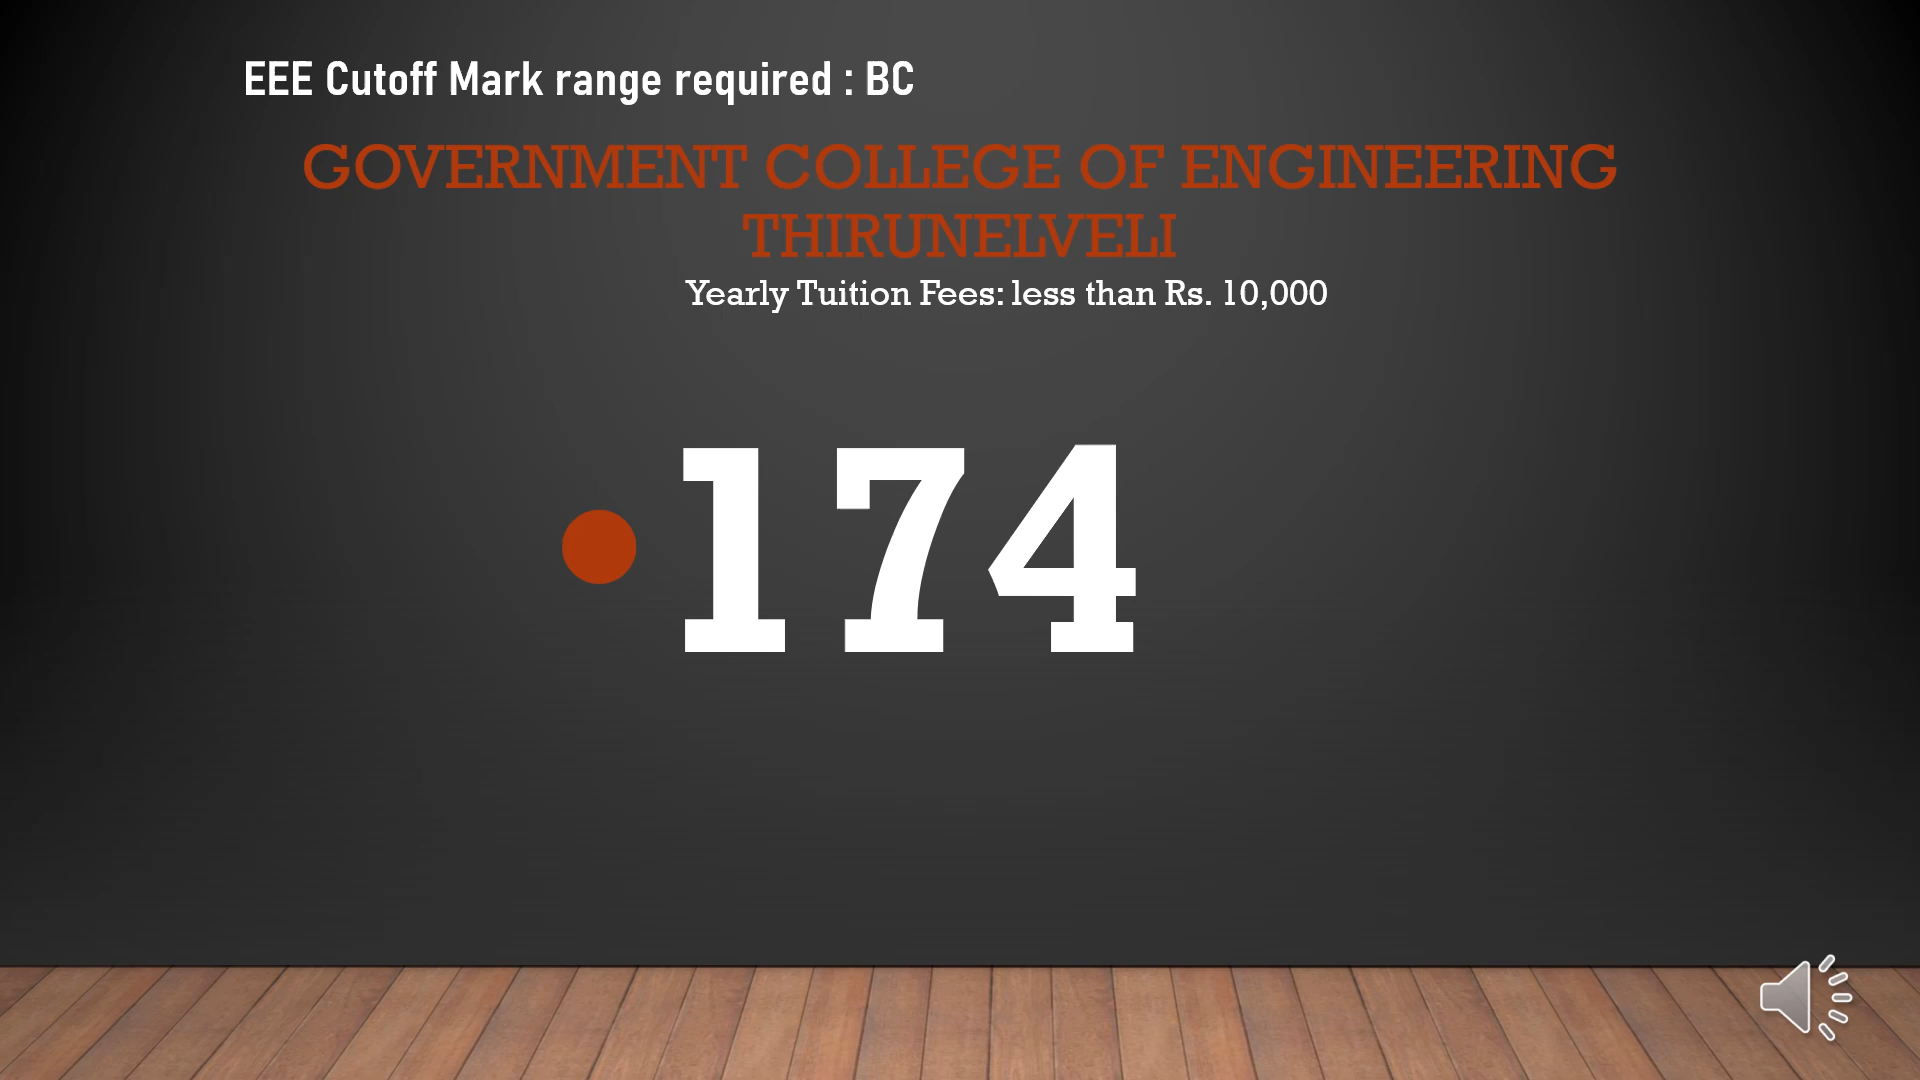 EEE Cutoff Mark range required : BC
GOVERNMENT COLLEGE OF ENGINEERING
THIRUNELVELI
Yearly Tuition Fees: less than Rs. 10,000
• 174